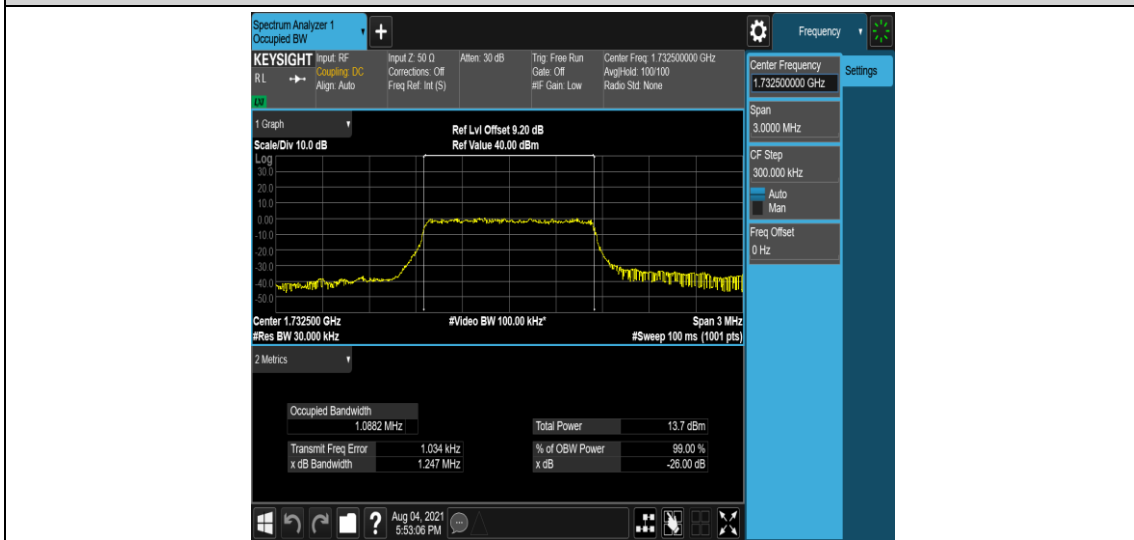 Spectrum Analyzer 1
Occupied BW
+
Frequency
KEYSIGHT
RL
LXI
Input: RF
Coupling: DC
Align: Auto
Input Z: 50 Ω
Corrections: Off
Freq Ref: Int (S)
Atten: 30 dB
Trig: Free Run
Gate: Off
#IF Gain: Low
Center Freq: 1.732500000 GHz
Avg|Hold: 100/100
Radio Std: None
Center Frequency
1.732500000 GHz
Settings
Span
3.0000 MHz
CF Step
300.000 kHz
Auto
Man
Freq Offset
0 Hz
1 Graph
Scale/Div 10.0 dB
Ref Lvl Offset 9.20 dB
Ref Value 40.00 dBm
Log
30.0
20.0
10.0
0.00
-10.0
-20.0
-30.0
-40.0
-50.0
Center 1.732500 GHz
#Res BW 30.000 kHz
#Video BW 100.00 kHz*
Span 3 MHz
#Sweep 100 ms (1001 pts)
2 Metrics
Occupied Bandwidth
1.0882 MHz
Total Power 13.7 dBm
Transmit Freq Error 1.034 kHz
% of OBW Power 99.00 %
x dB Bandwidth 1.247 MHz
x dB -26.00 dB
?
Aug 04, 2021
5:53:06 PM